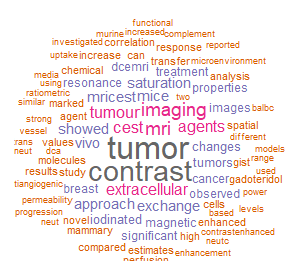 functional
murine increased complement
investigated correlation response reported
uptake increase can transfer microenvironment
chemical dcemri treatment analysis
using resonance saturation properties
media mricest mice two
ratiometric tumour imaging images balbc
similar marked
strong agent cest mri agents spatial
vessel showed changes different
trans values vivo tumor tumors gist models
neut dca range
molecules contrast used
results study extracellular cancer gadoteridol
tiangiogenic breast observed power
permeability approach exchange cells levels
progression novel iodinated magnetic enhanced based
neut mammary significant high contrastenhanced
compared estimates enhancement neutc
perfusion